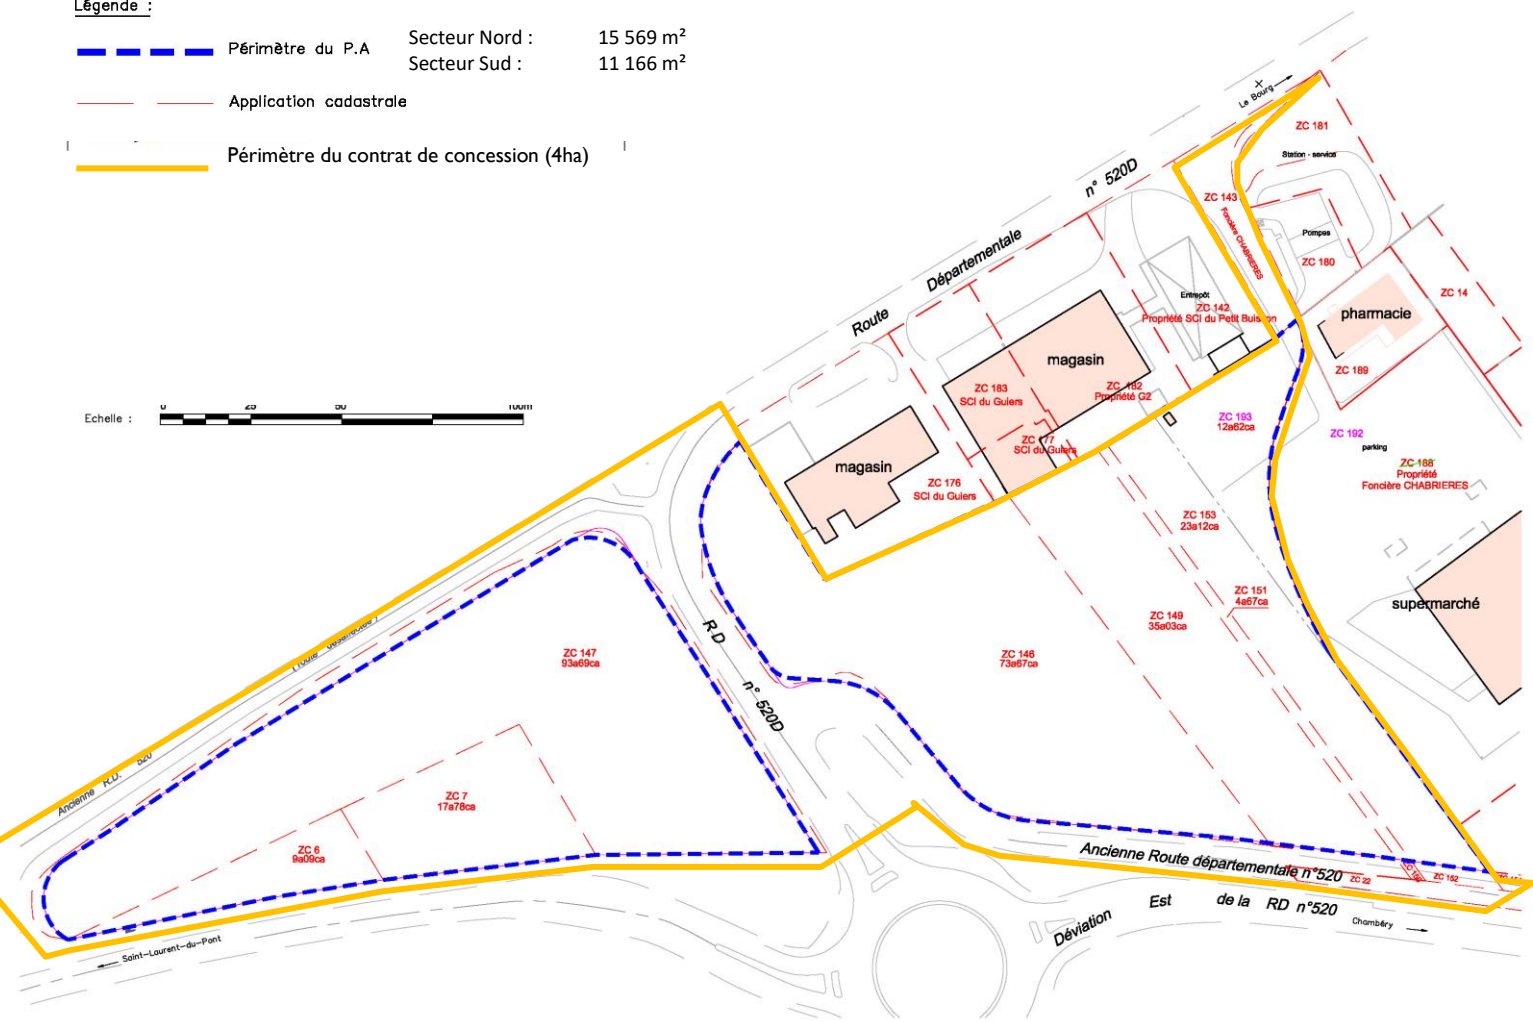 Légende :
Périmètre du P.A
Secteur Nord : 15 569 m²
Secteur Sud : 11 166 m²
Application cadastrale
Périmètre du contrat de concession (4ha)
Echelle :
0 25 50 100m
Le Bourg
ZC 181
Station - service
n° 520D
ZC 143
Foncière CHABRIERES
Pompes
ZC 180
Départementale
Route
Entrepôt
ZC 142
Propriété SCI du Petit Buisson
ZC 14
pharmacie
magasin
ZC 189
ZC 183
SCI du Guiers
ZC 182
Propriété G2
ZC 193
12a62ca
ZC 192
parking
SCI du Guiers
magasin
ZC 188
Propriété
Foncière CHABRIERES
ZC 176
SCI du Guiers
ZC 153
23a12ca
ZC 151
4a67ca
supermarché
ZC 149
35a03ca
R D
n° 520D
ZC 147
93a69ca
ZC 146
73a67ca
Ancienne R.D. 520
ZC 7
17a78ca
ZC 6
9a09ca
Ancienne Route départementale n°520
ZC 22
ZC 152
Déviation Est de la RD n°520
Chambéry
Saint-Laurent-du-Pont